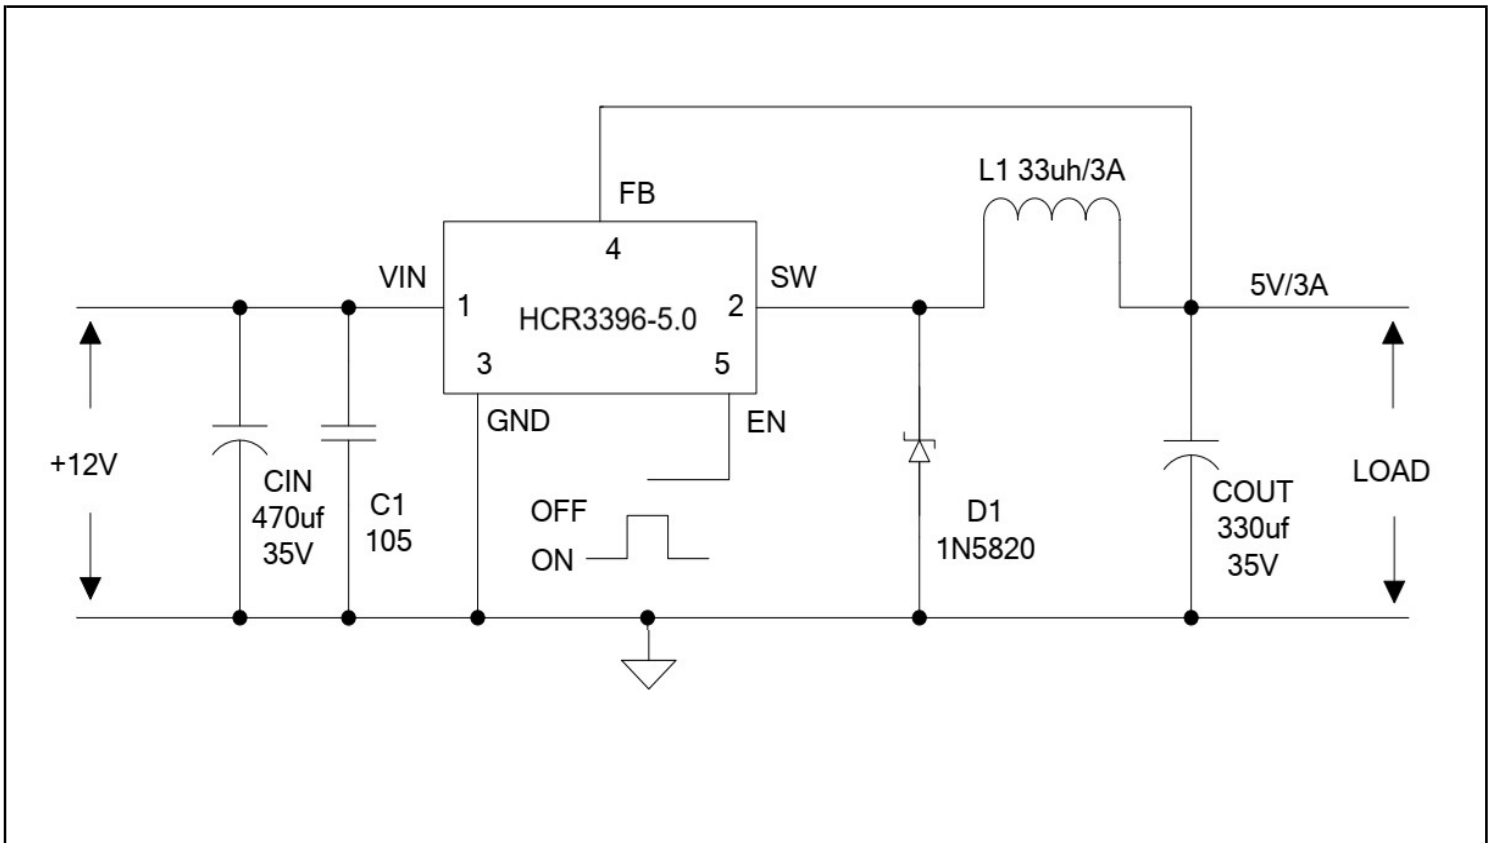 L1 33uh/3A
FB
4
VIN
SW
5V/3A
1
HCR3396-5.0
2
3
5
GND
EN
+12V
CIN
470uf
35V
C1
105
OFF
ON
D1
1N5820
COUT
330uf
35V
LOAD